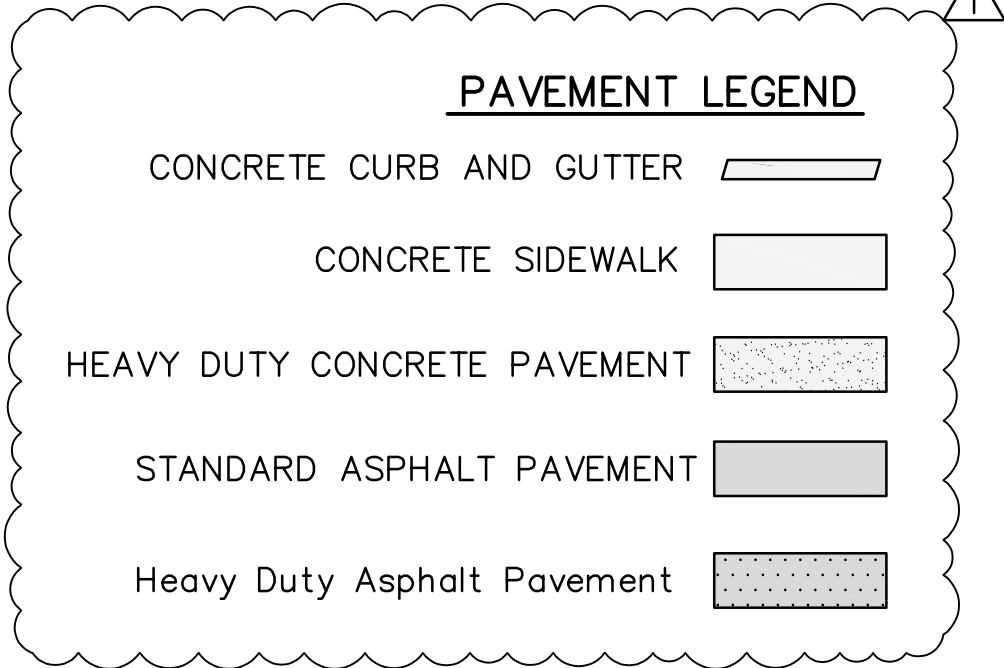 PAVEMENT LEGEND
CONCRETE CURB AND GUTTER
CONCRETE SIDEWALK
HEAVY DUTY CONCRETE PAVEMENT
STANDARD ASPHALT PAVEMENT
Heavy Duty Asphalt Pavement